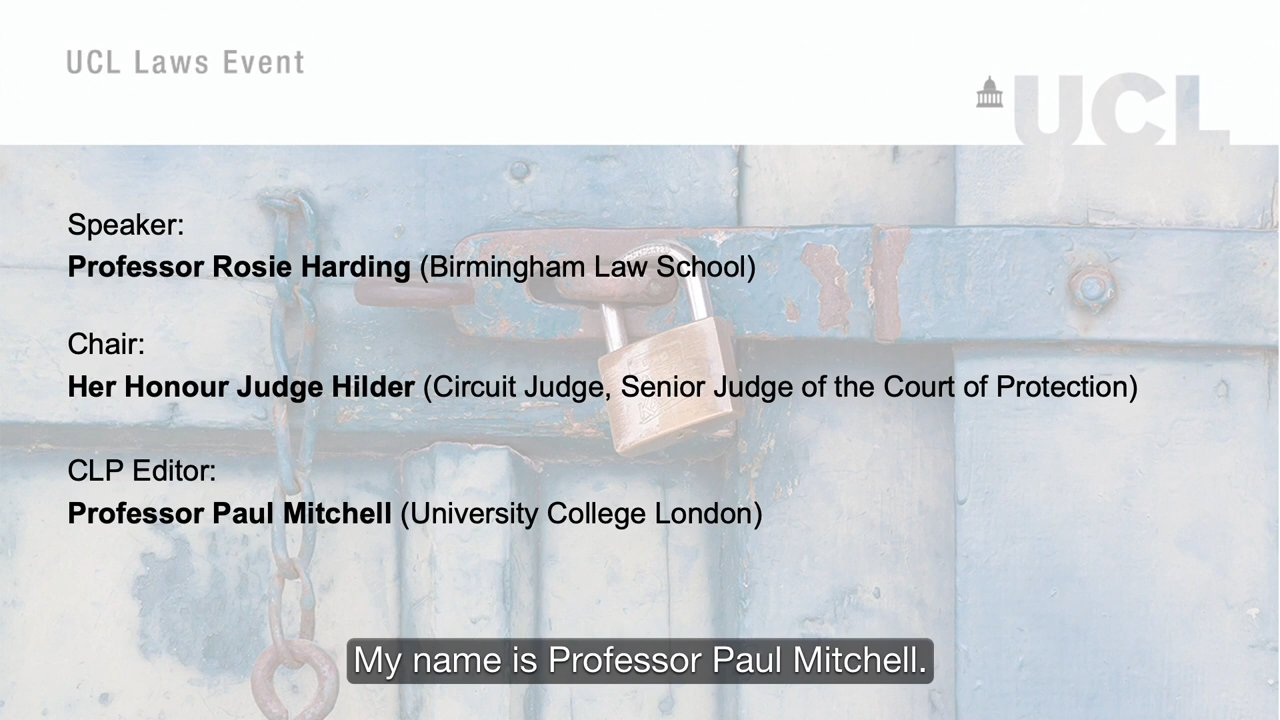 UCL Laws Event
UCL
Speaker:
Professor Rosie Harding (Birmingham Law School)
Chair:
Her Honour Judge Hilder (Circuit Judge, Senior Judge of the Court of Protection)
CLP Editor:
Professor Paul Mitchell (University College London)
My name is Professor Paul Mitchell.